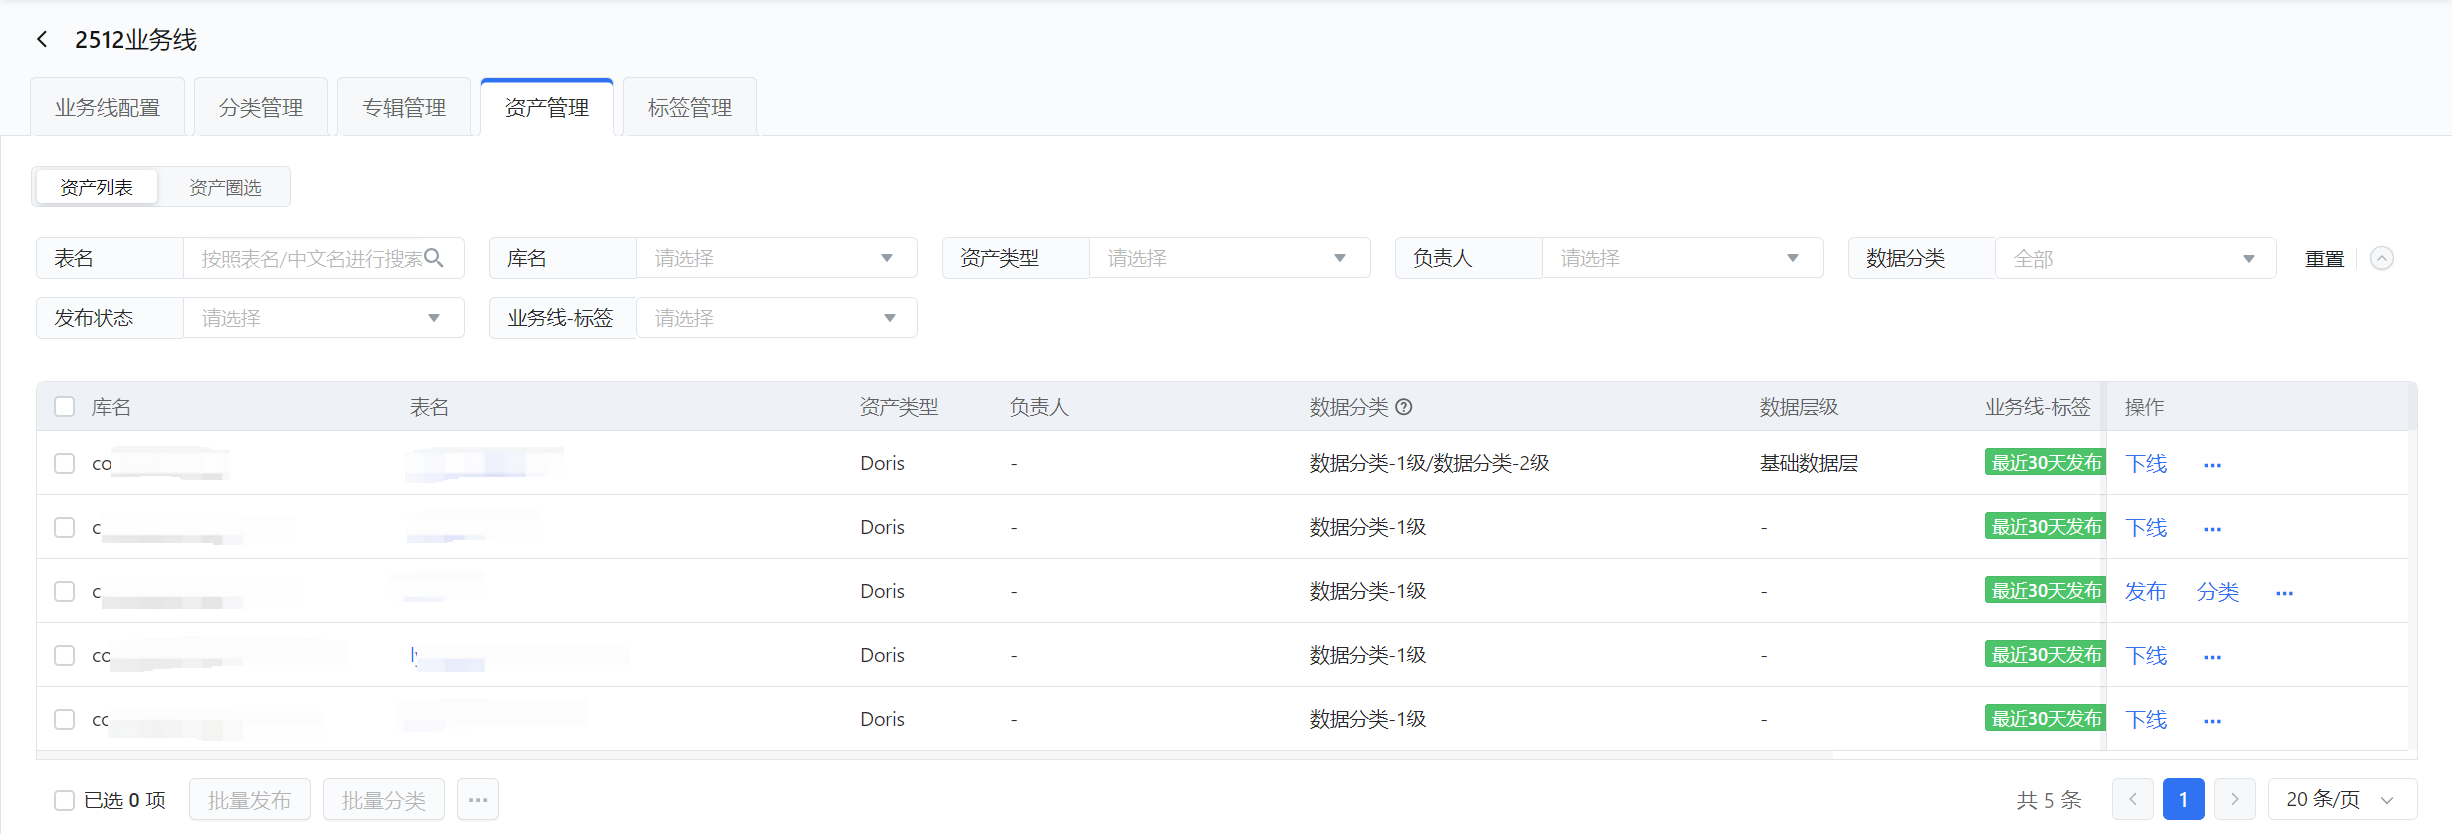 2512业务线
业务线配置 分类管理 专辑管理 资产管理 标签管理
资产列表 资产圈选
表名 按照表名/中文名进行搜索 库名 请选择 资产类型 请选择 负责人 请选择 数据分类 全部 重置
发布状态 请选择 业务线-标签 请选择
库名 表名 资产类型 负责人 数据分类 数据层级 业务线-标签 操作
co Doris - 数据分类-1级/数据分类-2级 基础数据层 最近30天发布 下线 ···
c Doris - 数据分类-1级 - 最近30天发布 下线 ···
c Doris - 数据分类-1级 - 最近30天发布 发布 分类 ···
co Doris - 数据分类-1级 - 最近30天发布 下线 ···
co Doris - 数据分类-1级 - 最近30天发布 下线 ···
已选 0 项 批量发布 批量分类 ··· 共 5 条 1 20 条/页